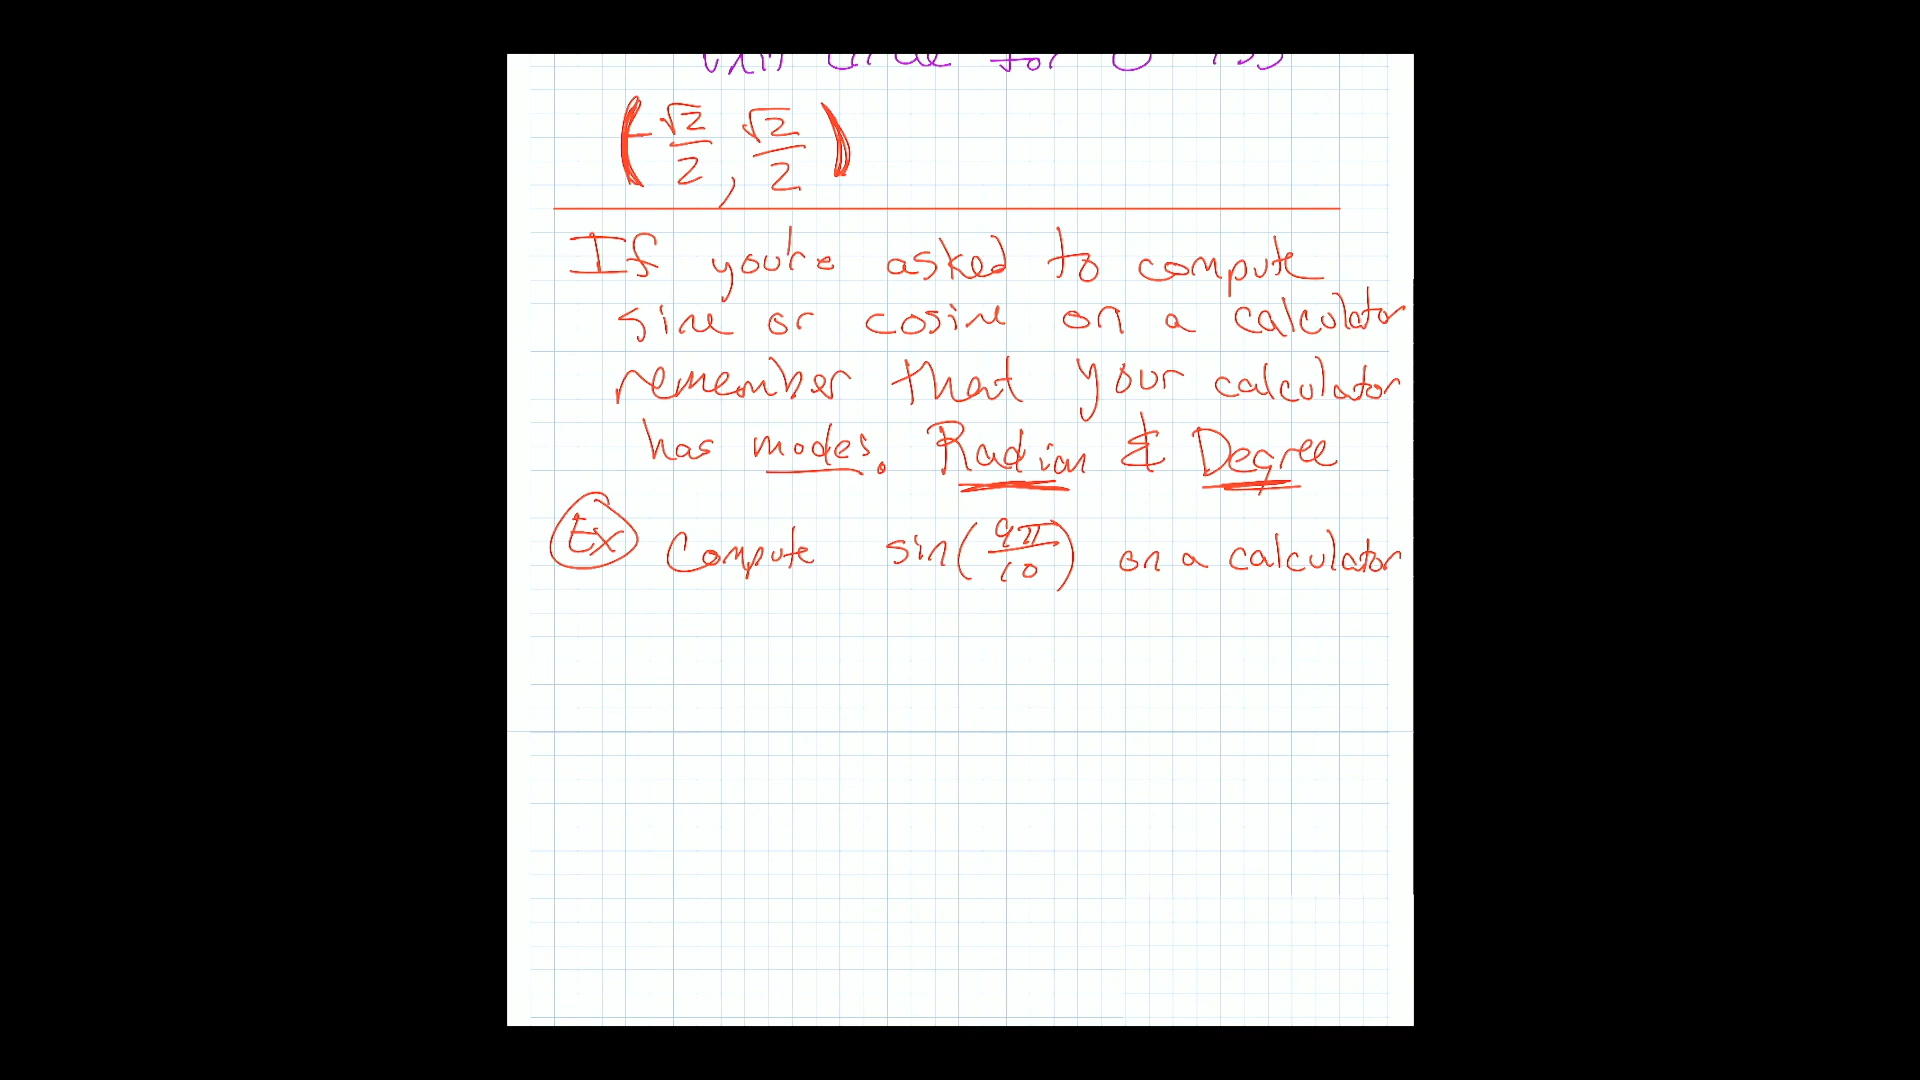 (-√2/2, √2/2)
If you're asked to compute
sine or cosine on a calculator
remember that your calculator
has modes. Radian & Degree
Ex Compute sin(9π/10) on a calculator